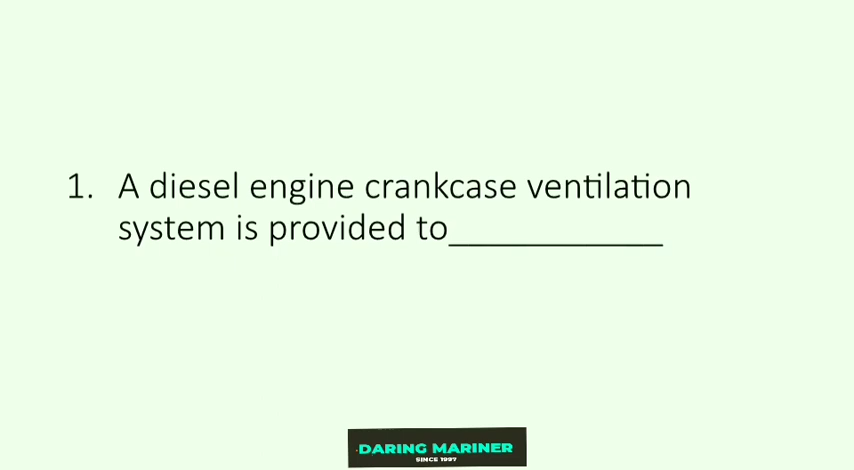 1. A diesel engine crankcase ventilation
system is provided to___________
DARING MARINER
SINCE 1997